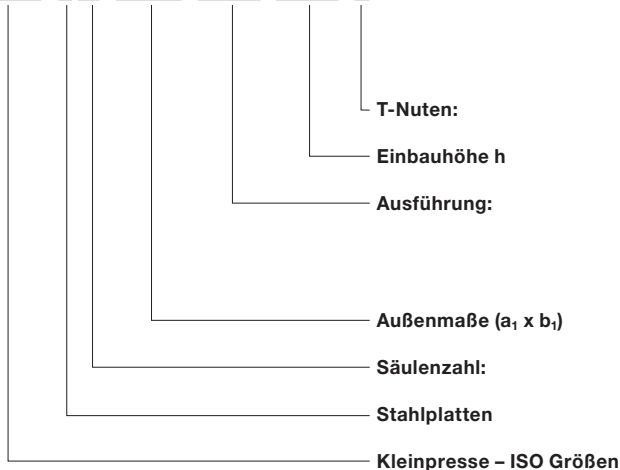 T-Nuten:
Einbauhöhe h
Ausführung:
Außenmaße (a₁ x b₁)
Säulenzahl:
Stahlplatten
Kleinpresse – ISO Größen